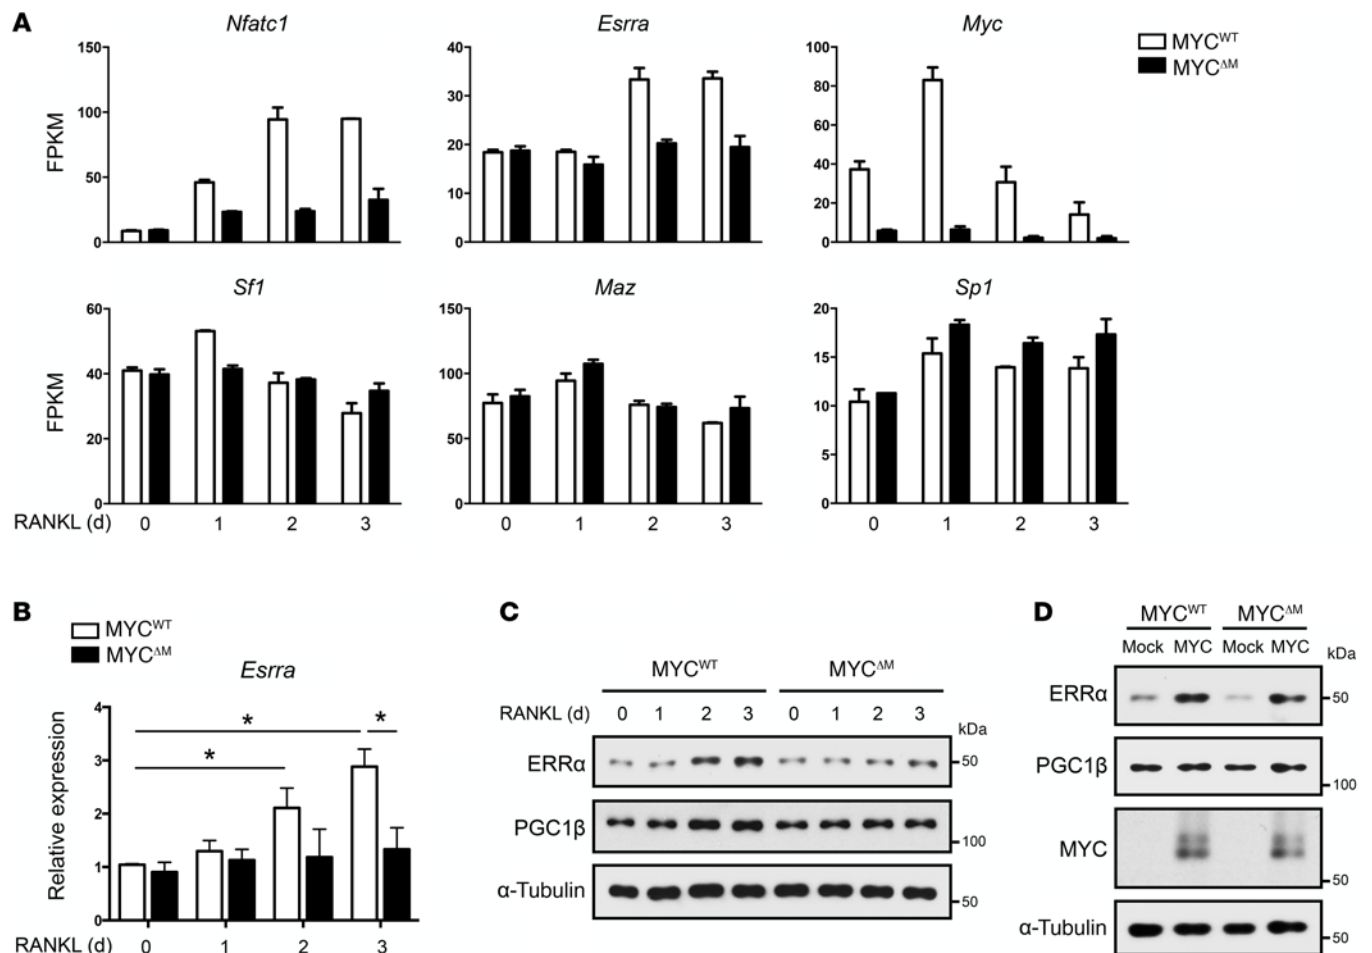 A
Nfatc1
Esrra
Myc
MYCWT
MYCΔM
FPKM
150
100
50
0
40
30
20
10
0
100
80
60
40
20
0
Sf1
Maz
Sp1
FPKM
60
40
20
0
150
100
50
0
20
15
10
5
0
RANKL (d) 0 1 2 3 0 1 2 3 0 1 2 3
B
MYCWT
MYCΔM
Esrra
Relative expression
4
3
2
1
0
* * *
RANKL (d) 0 1 2 3
C
MYCWT MYCΔM
RANKL (d) 0 1 2 3 0 1 2 3
kDa
ERRα 50
PGC1β 100
α-Tubulin 50
D
MYCWT MYCΔM
Mock MYC Mock MYC kDa
ERRα 50
PGC1β 100
MYC 50
α-Tubulin 50